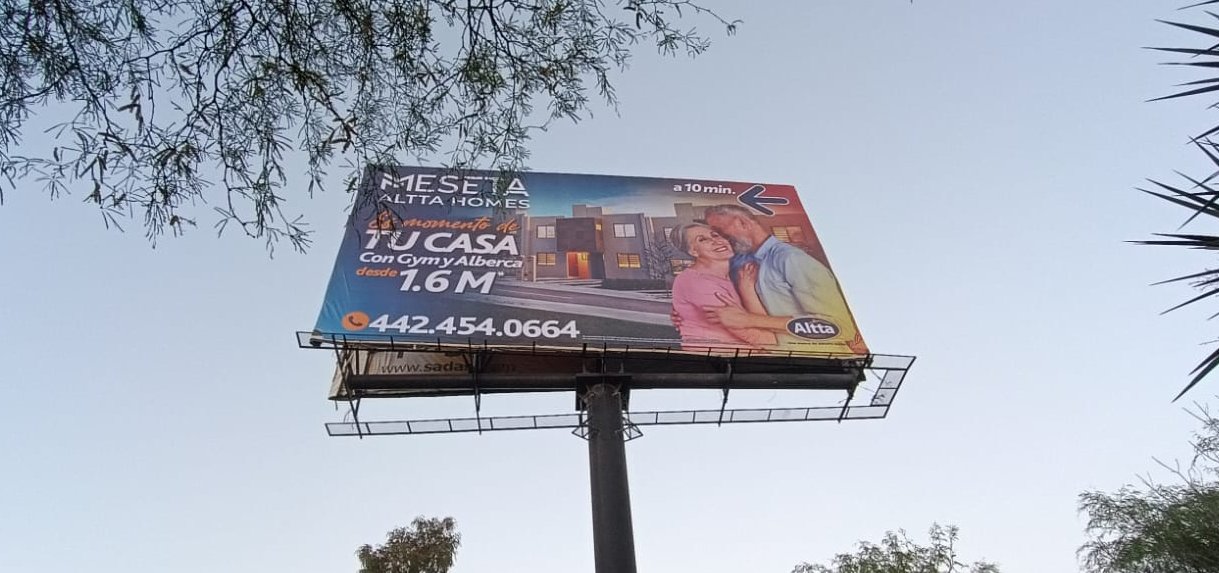 MESETA
ALTTA HOMES
a 10 min.
Es momento de
TU CASA
Con Gym y Alberca
desde 1.6 M*
442.454.0664
Altta